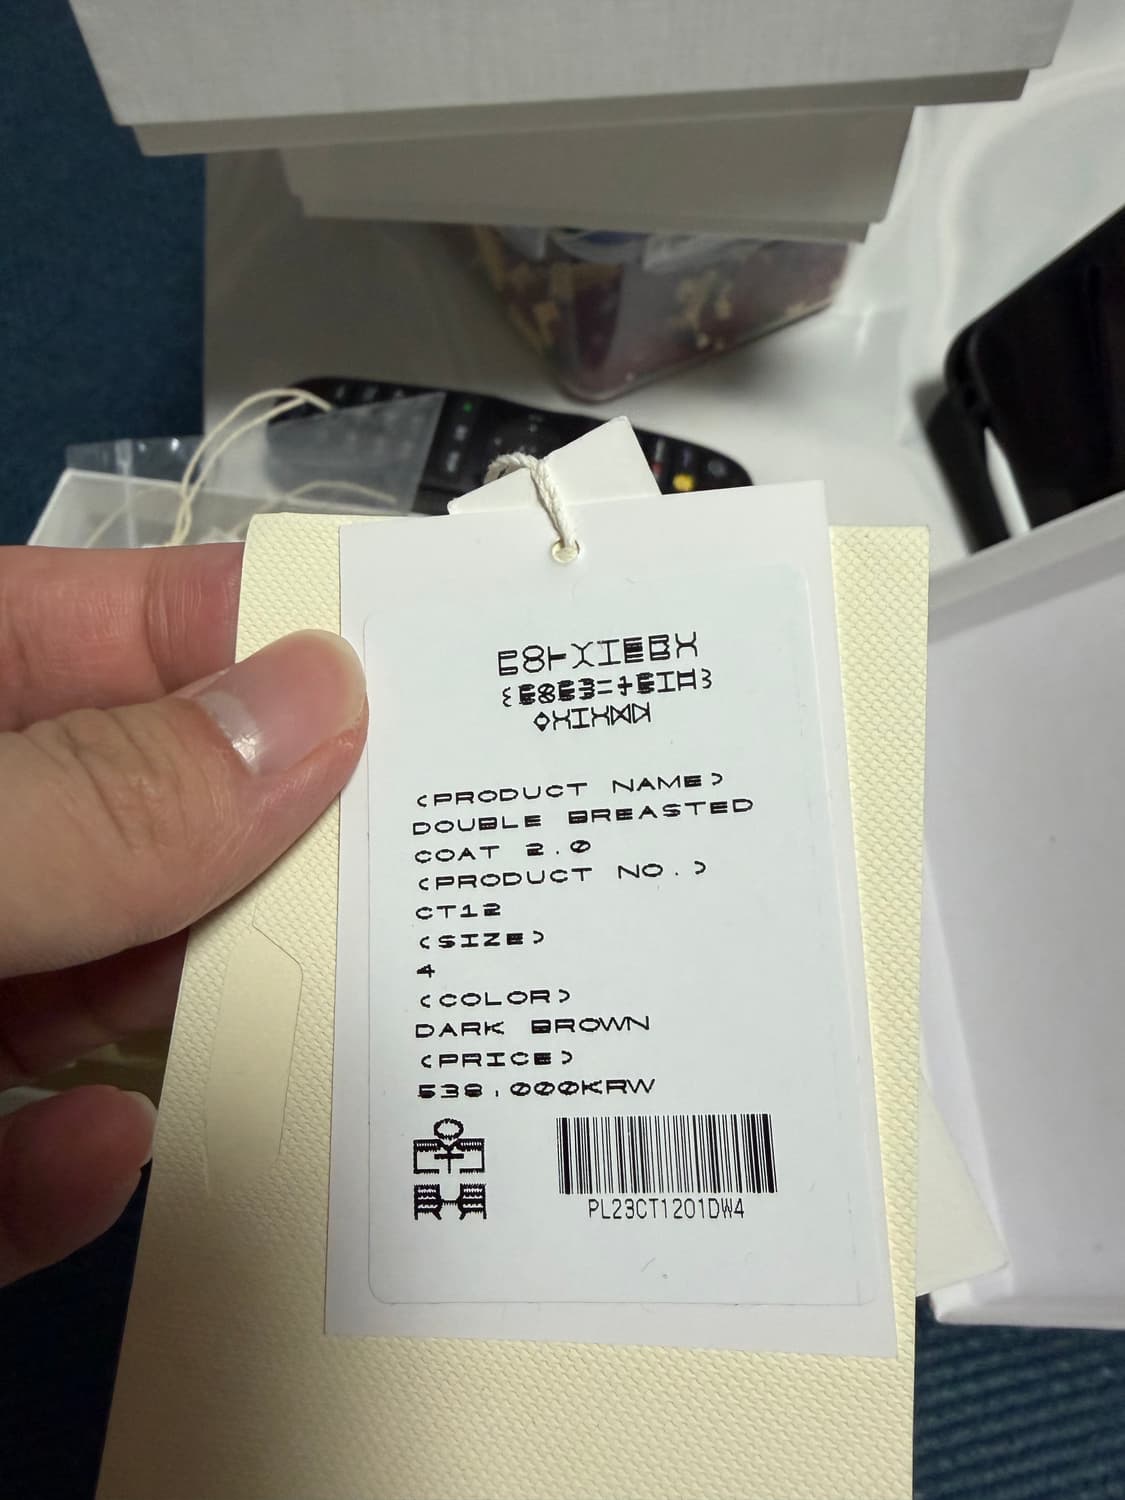 <PRODUCT NAME>
DOUBLE BREASTED
COAT 2.0
<PRODUCT NO.>
CT12
<SIZE>
4
<COLOR>
DARK BROWN
<PRICE>
538,000KRW
PL23CT1201DW4